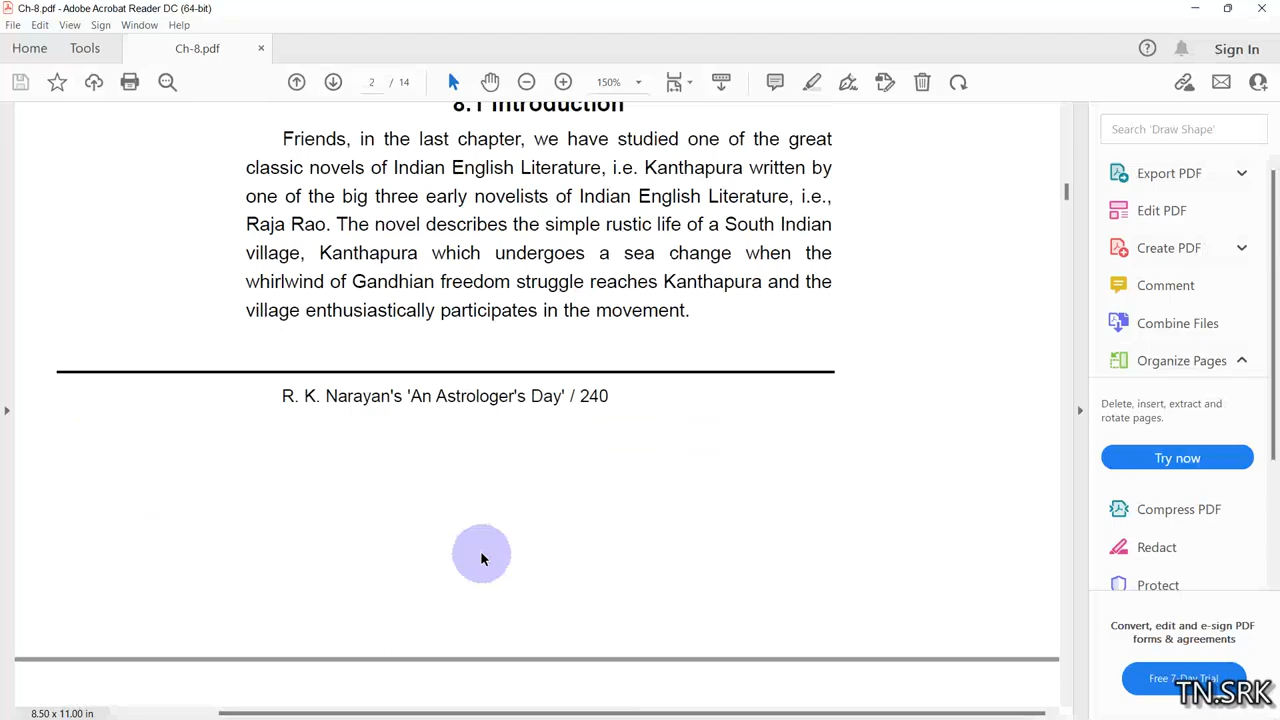 Ch-8.pdf - Adobe Acrobat Reader DC (64-bit)
File Edit View Sign Window Help
Home Tools Ch-8.pdf × Sign In
2 / 14 150%
8.1 Introduction
Friends, in the last chapter, we have studied one of the great
classic novels of Indian English Literature, i.e. Kanthapura written by
one of the big three early novelists of Indian English Literature, i.e.,
Raja Rao. The novel describes the simple rustic life of a South Indian
village, Kanthapura which undergoes a sea change when the
whirlwind of Gandhian freedom struggle reaches Kanthapura and the
village enthusiastically participates in the movement.
R. K. Narayan's 'An Astrologer's Day' / 240
8.50 x 11.00 in
Search 'Draw Shape'
Export PDF
Edit PDF
Create PDF
Comment
Combine Files
Organize Pages
Delete, insert, extract and
rotate pages.
Try now
Compress PDF
Redact
Protect
Convert, edit and e-sign PDF
forms & agreements
Free 7-Day Trial
TN.SRK